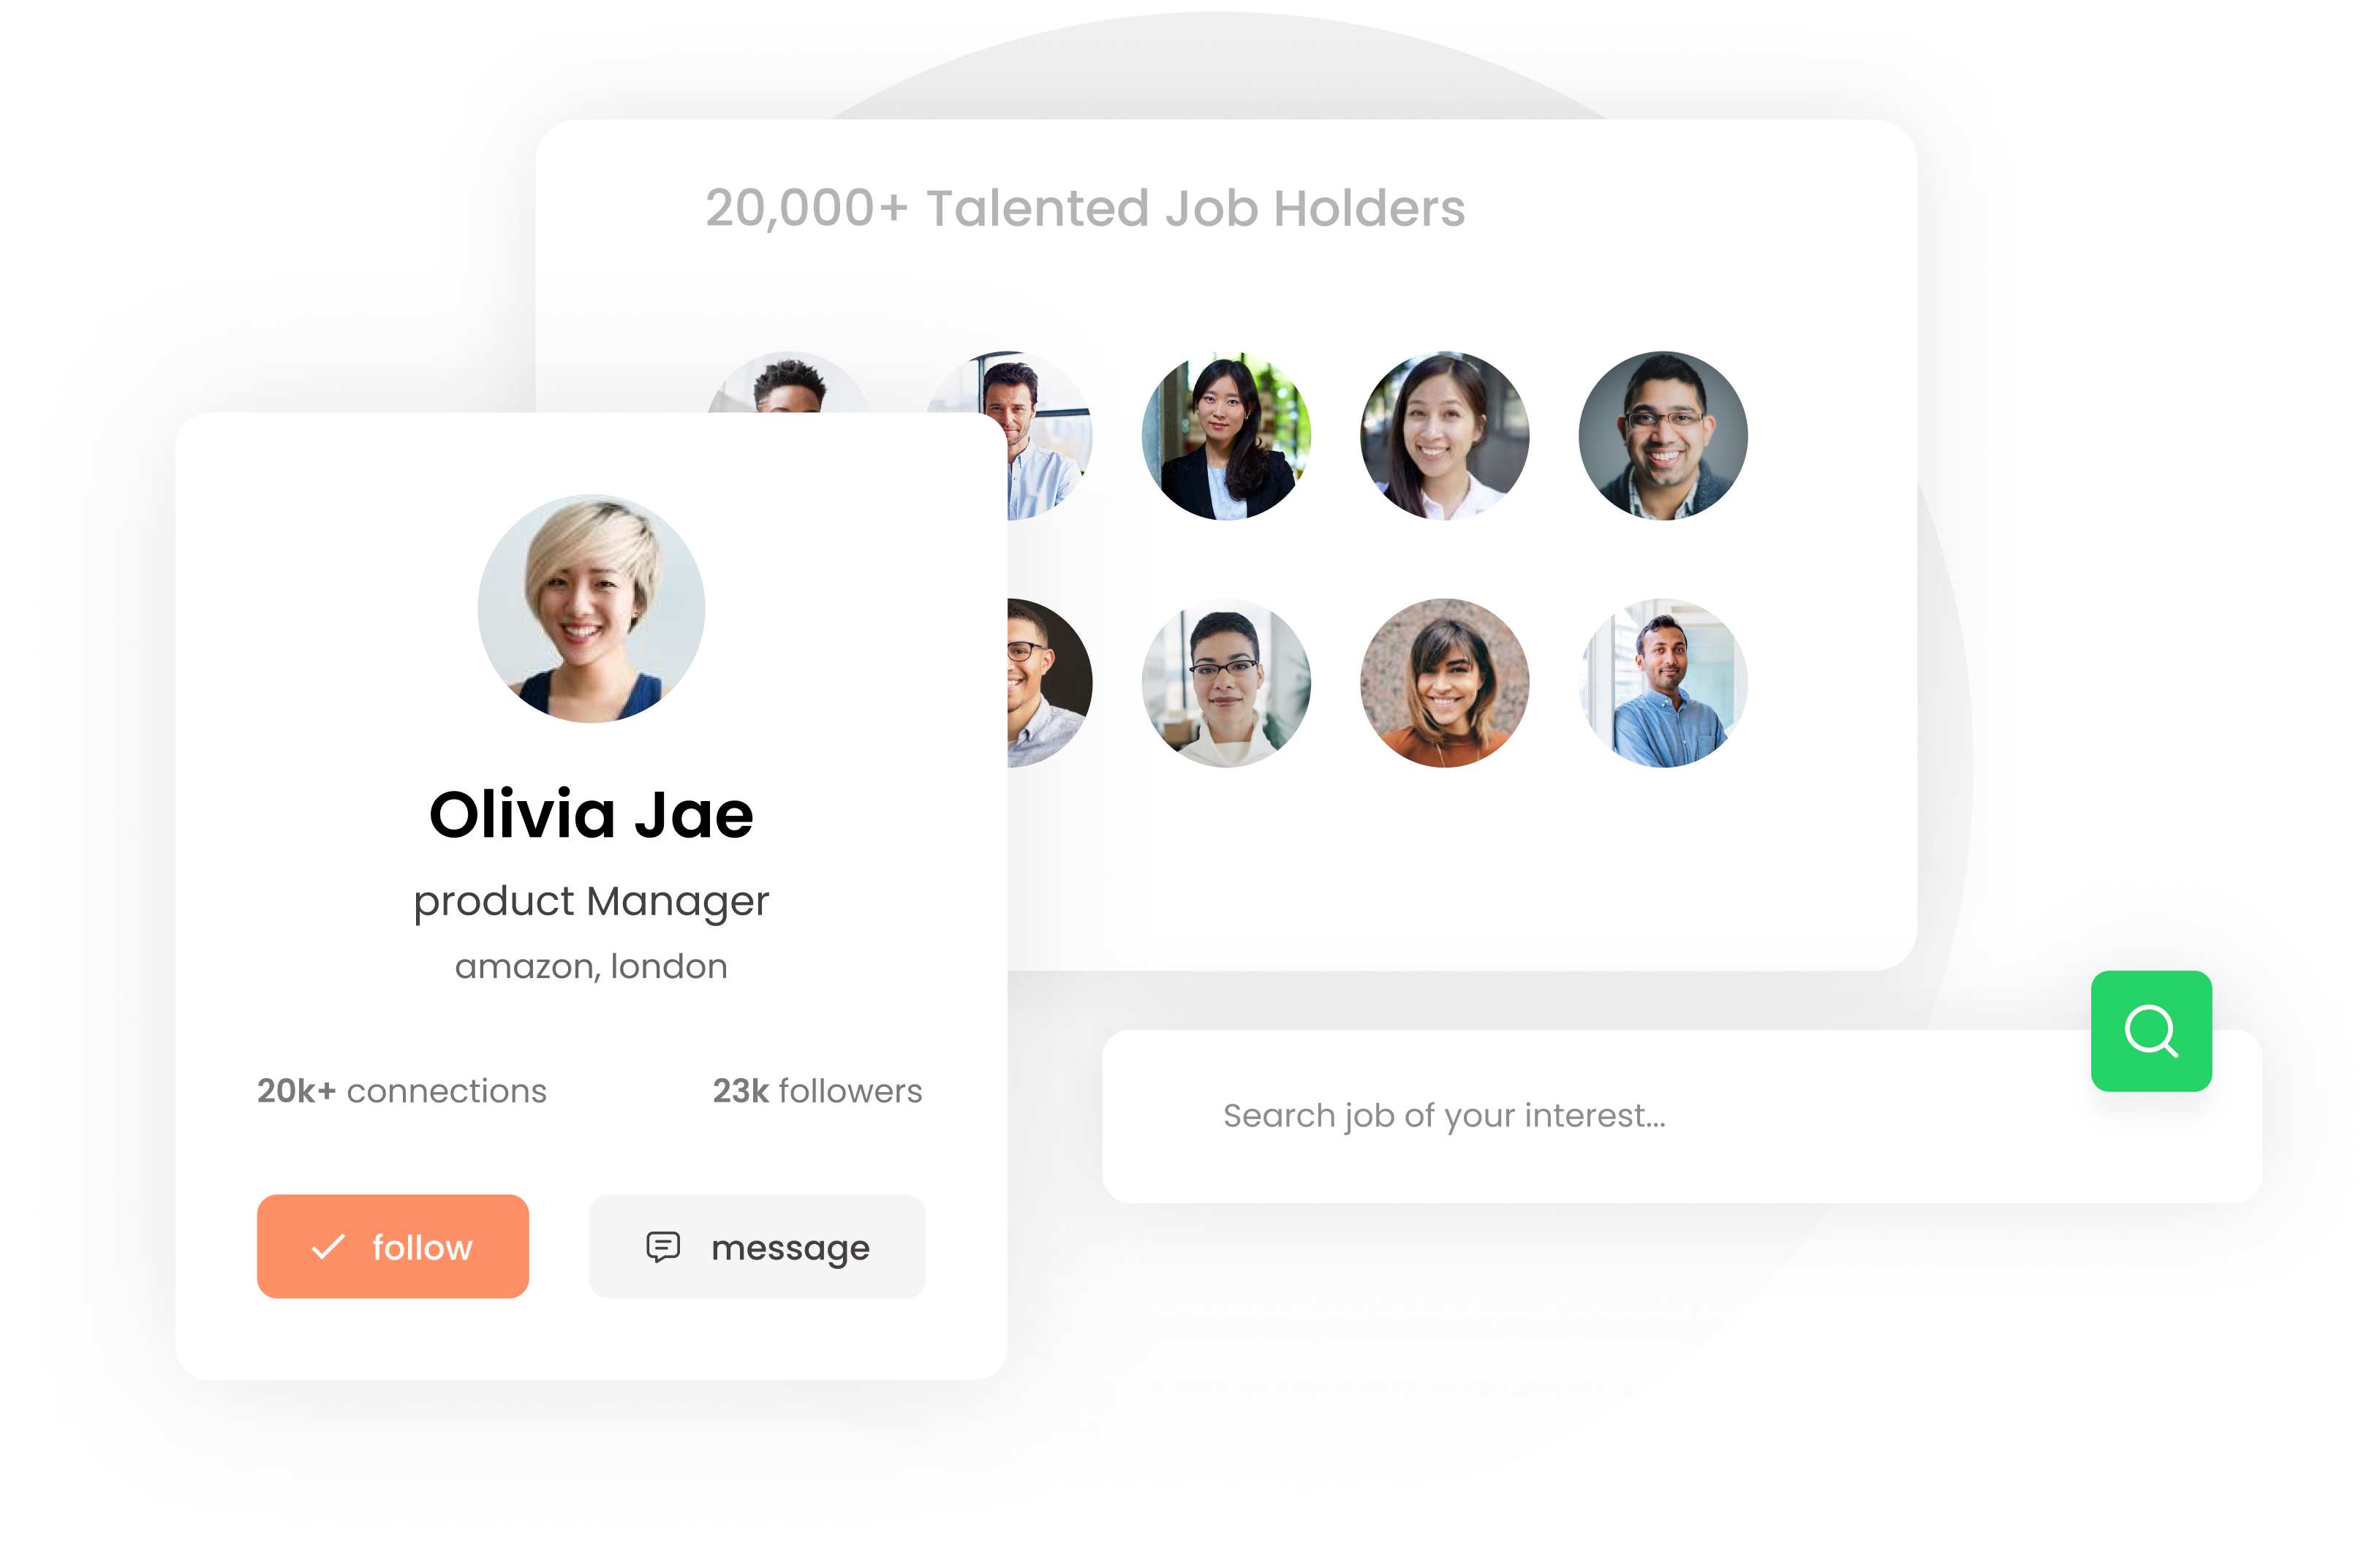 20,000+ Talented Job Holders
Olivia Jae
product Manager
amazon, london
20k+ connections
23k followers
follow
message
Search job of your interest...